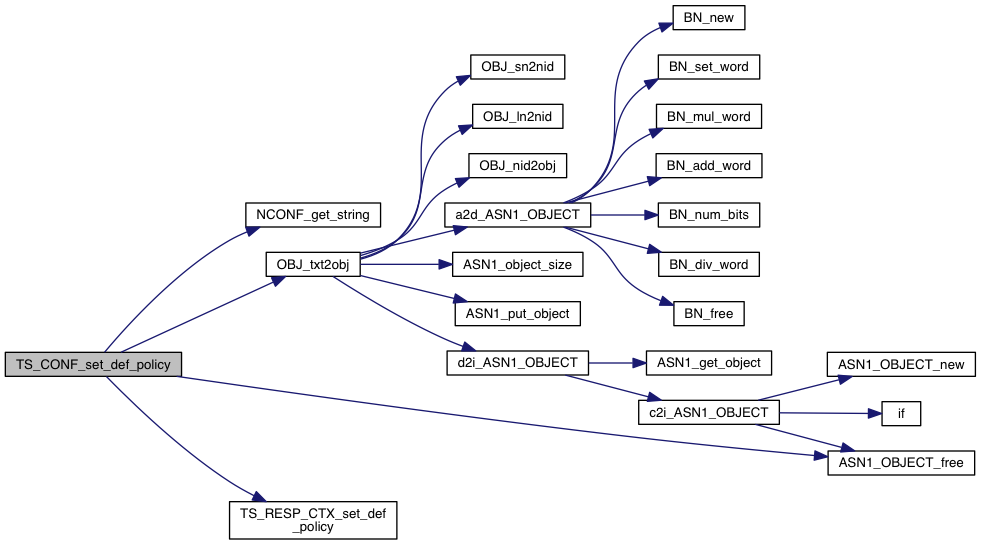 BN_new
OBJ_sn2nid
BN_set_word
OBJ_ln2nid
BN_mul_word
OBJ_nid2obj
BN_add_word
NCONF_get_string
a2d_ASN1_OBJECT
BN_num_bits
OBJ_txt2obj
ASN1_object_size
BN_div_word
ASN1_put_object
BN_free
TS_CONF_set_def_policy
d2i_ASN1_OBJECT
ASN1_get_object
ASN1_OBJECT_new
c2i_ASN1_OBJECT
if
ASN1_OBJECT_free
TS_RESP_CTX_set_def
_policy